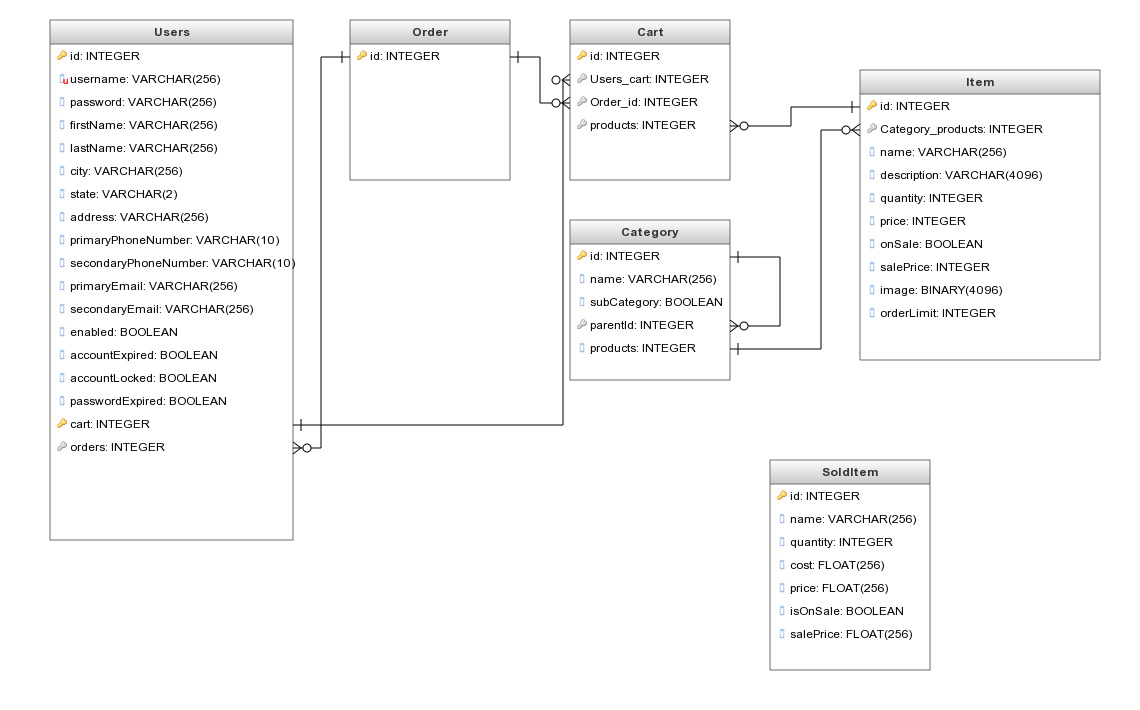 Users
id: INTEGER
username: VARCHAR(256)
password: VARCHAR(256)
firstName: VARCHAR(256)
lastName: VARCHAR(256)
city: VARCHAR(256)
state: VARCHAR(2)
address: VARCHAR(256)
primaryPhoneNumber: VARCHAR(10)
secondaryPhoneNumber: VARCHAR(10)
primaryEmail: VARCHAR(256)
secondaryEmail: VARCHAR(256)
enabled: BOOLEAN
accountExpired: BOOLEAN
accountLocked: BOOLEAN
passwordExpired: BOOLEAN
cart: INTEGER
orders: INTEGER
Order
id: INTEGER
Cart
id: INTEGER
Users_cart: INTEGER
Order_id: INTEGER
products: INTEGER
Category
id: INTEGER
name: VARCHAR(256)
subCategory: BOOLEAN
parentId: INTEGER
products: INTEGER
Item
id: INTEGER
Category_products: INTEGER
name: VARCHAR(256)
description: VARCHAR(4096)
quantity: INTEGER
price: INTEGER
onSale: BOOLEAN
salePrice: INTEGER
image: BINARY(4096)
orderLimit: INTEGER
SoldItem
id: INTEGER
name: VARCHAR(256)
quantity: INTEGER
cost: FLOAT(256)
price: FLOAT(256)
isOnSale: BOOLEAN
salePrice: FLOAT(256)